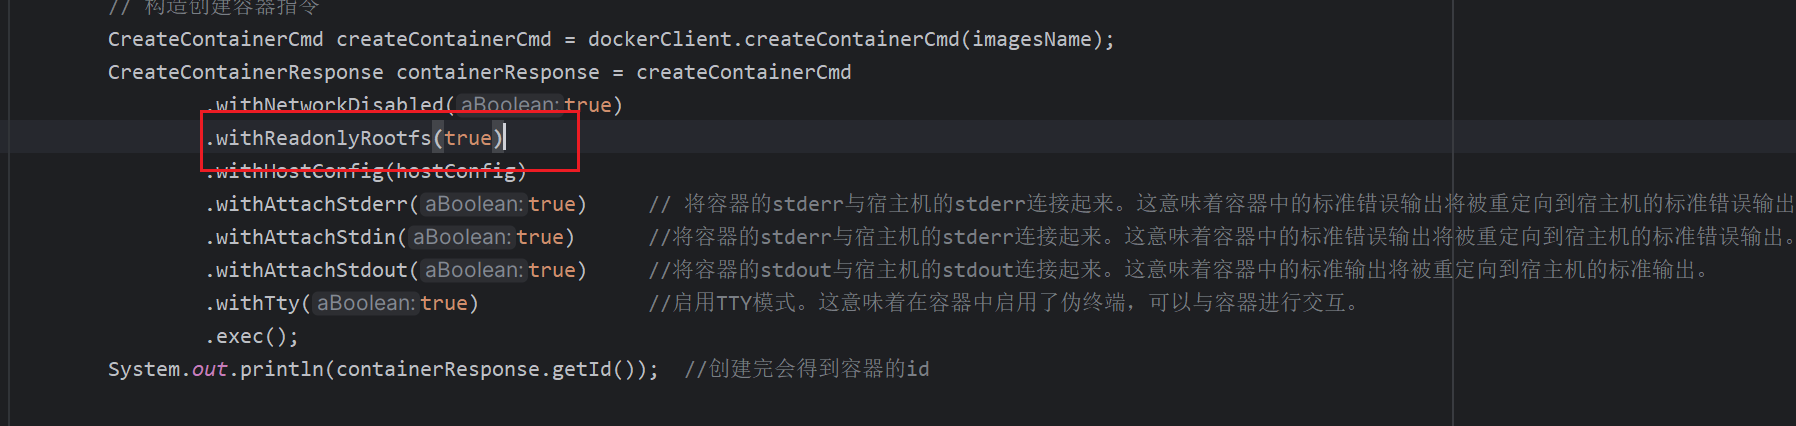 // 构造创建容器指令
CreateContainerCmd createContainerCmd = dockerClient.createContainerCmd(imagesName);
CreateContainerResponse containerResponse = createContainerCmd
.withNetworkDisabled( aBoolean: true)
.withReadonlyRootfs(true)
.withHostConfig(hostConfig)
.withAttachStderr( aBoolean: true) // 将容器的stderr与宿主机的stderr连接起来。这意味着容器中的标准错误输出将被重定向到宿主机的标准错误输出
.withAttachStdin( aBoolean: true) //将容器的stderr与宿主机的stderr连接起来。这意味着容器中的标准错误输出将被重定向到宿主机的标准错误输出。
.withAttachStdout( aBoolean: true) //将容器的stdout与宿主机的stdout连接起来。这意味着容器中的标准输出将被重定向到宿主机的标准输出。
.withTty( aBoolean: true) //启用TTY模式。这意味着在容器中启用了伪终端，可以与容器进行交互。
.exec();
System.out.println(containerResponse.getId()); //创建完会得到容器的id